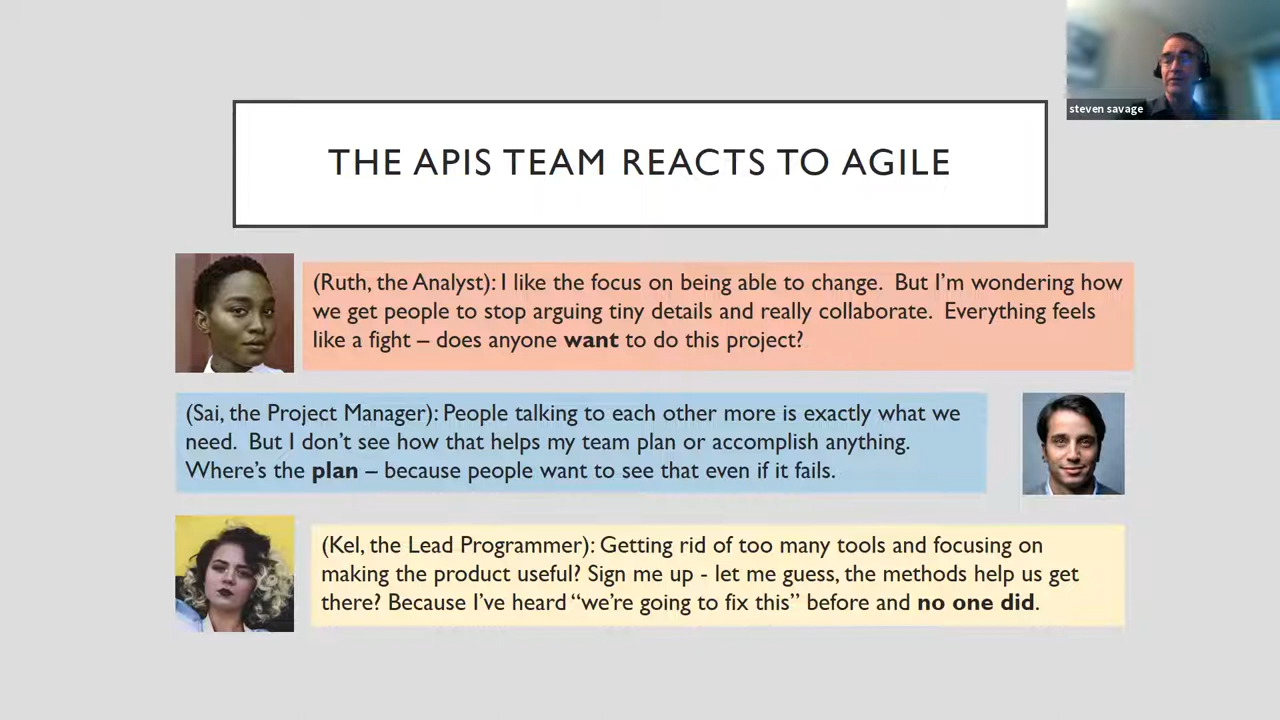 steven savage
THE APIS TEAM REACTS TO AGILE
(Ruth, the Analyst): I like the focus on being able to change.  But I'm wondering how
we get people to stop arguing tiny details and really collaborate.  Everything feels
like a fight – does anyone want to do this project?
(Sai, the Project Manager): People talking to each other more is exactly what we
need.  But I don't see how that helps my team plan or accomplish anything.
Where's the plan – because people want to see that even if it fails.
(Kel, the Lead Programmer): Getting rid of too many tools and focusing on
making the product useful? Sign me up - let me guess, the methods help us get
there? Because I've heard “we're going to fix this” before and no one did.